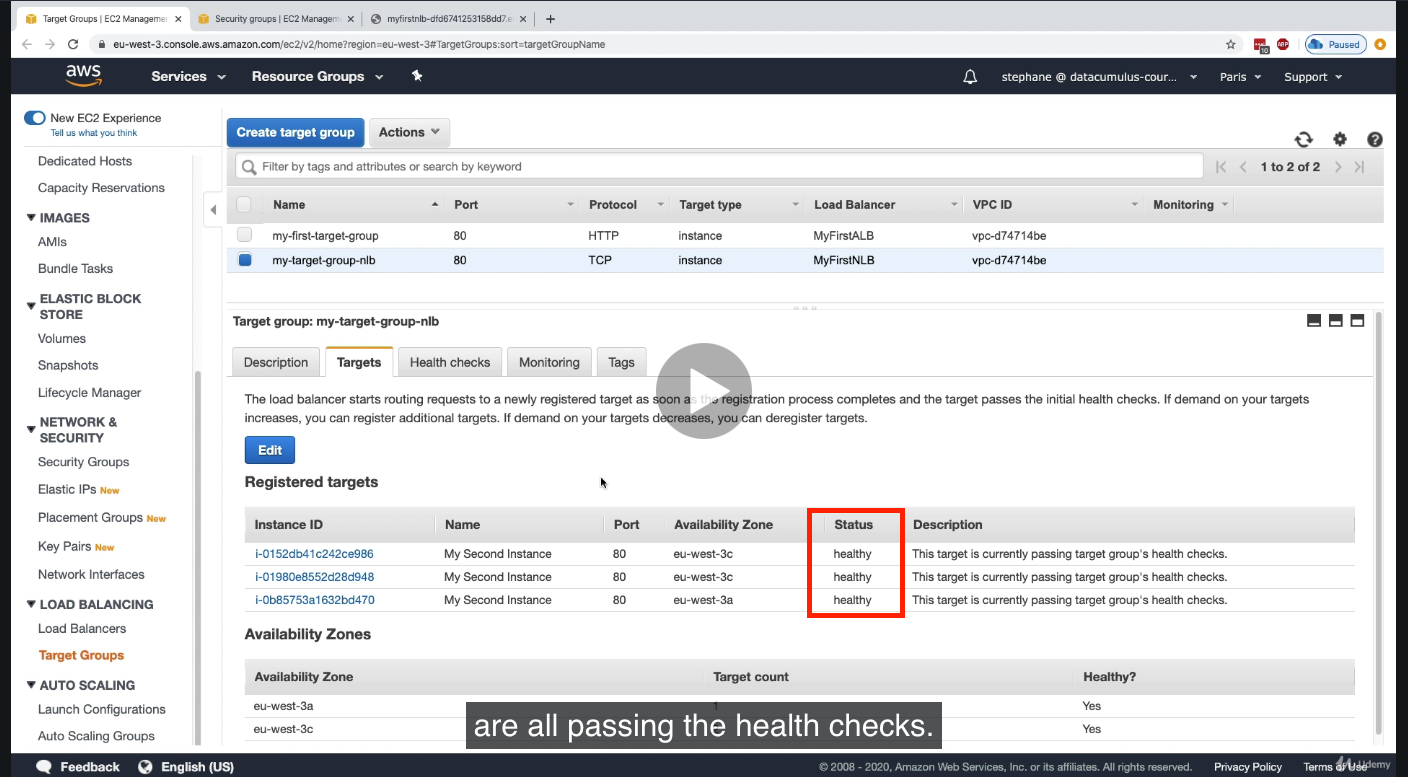 Target Groups | EC2 Managemen
Security groups | EC2 Managem
myfirstnlb-dfd6741253158dd7.e
eu-west-3.console.aws.amazon.com/ec2/v2/home?region=eu-west-3#TargetGroups:sort=targetGroupName
10 ABP Paused
aws Services Resource Groups stephane @ datacumulus-cour... Paris Support
New EC2 Experience
Tell us what you think
Dedicated Hosts
Capacity Reservations
IMAGES
AMIs
Bundle Tasks
ELASTIC BLOCK
STORE
Volumes
Snapshots
Lifecycle Manager
NETWORK &
SECURITY
Security Groups
Elastic IPs New
Placement Groups New
Key Pairs New
Network Interfaces
LOAD BALANCING
Load Balancers
Target Groups
AUTO SCALING
Launch Configurations
Auto Scaling Groups
Create target group Actions
Filter by tags and attributes or search by keyword 1 to 2 of 2
Name Port Protocol Target type Load Balancer VPC ID Monitoring
my-first-target-group 80 HTTP instance MyFirstALB vpc-d74714be
my-target-group-nlb 80 TCP instance MyFirstNLB vpc-d74714be
Target group: my-target-group-nlb
Description Targets Health checks Monitoring Tags
The load balancer starts routing requests to a newly registered target as soon as the registration process completes and the target passes the initial health checks. If demand on your targets
increases, you can register additional targets. If demand on your targets decreases, you can deregister targets.
Edit
Registered targets
Instance ID Name Port Availability Zone Status Description
i-0152db41c242ce986 My Second Instance 80 eu-west-3c healthy This target is currently passing target group's health checks.
i-01980e8552d28d948 My Second Instance 80 eu-west-3c healthy This target is currently passing target group's health checks.
i-0b85753a1632bd470 My Second Instance 80 eu-west-3a healthy This target is currently passing target group's health checks.
Availability Zones
Availability Zone Target count Healthy?
eu-west-3a 1 Yes
eu-west-3c Yes
are all passing the health checks.
Feedback English (US) © 2008 - 2020, Amazon Web Services, Inc. or its affiliates. All rights reserved. Privacy Policy Terms of Use
Udemy